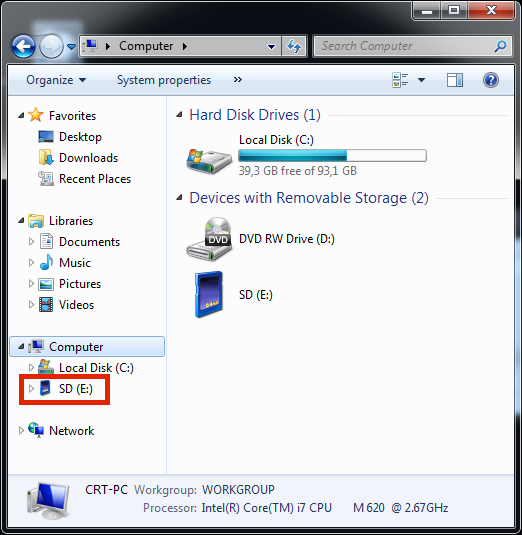 Computer
Search Computer
Organize
System properties
»
Favorites
Desktop
Downloads
Recent Places
Libraries
Documents
Music
Pictures
Videos
Computer
Local Disk (C:)
SD (E:)
Network
Hard Disk Drives (1)
Local Disk (C:)
39,3 GB free of 93,1 GB
Devices with Removable Storage (2)
DVD
DVD RW Drive (D:)
SD (E:)
CRT-PC Workgroup: WORKGROUP
Processor: Intel(R) Core(TM) i7 CPU M 620 @ 2.67GHz